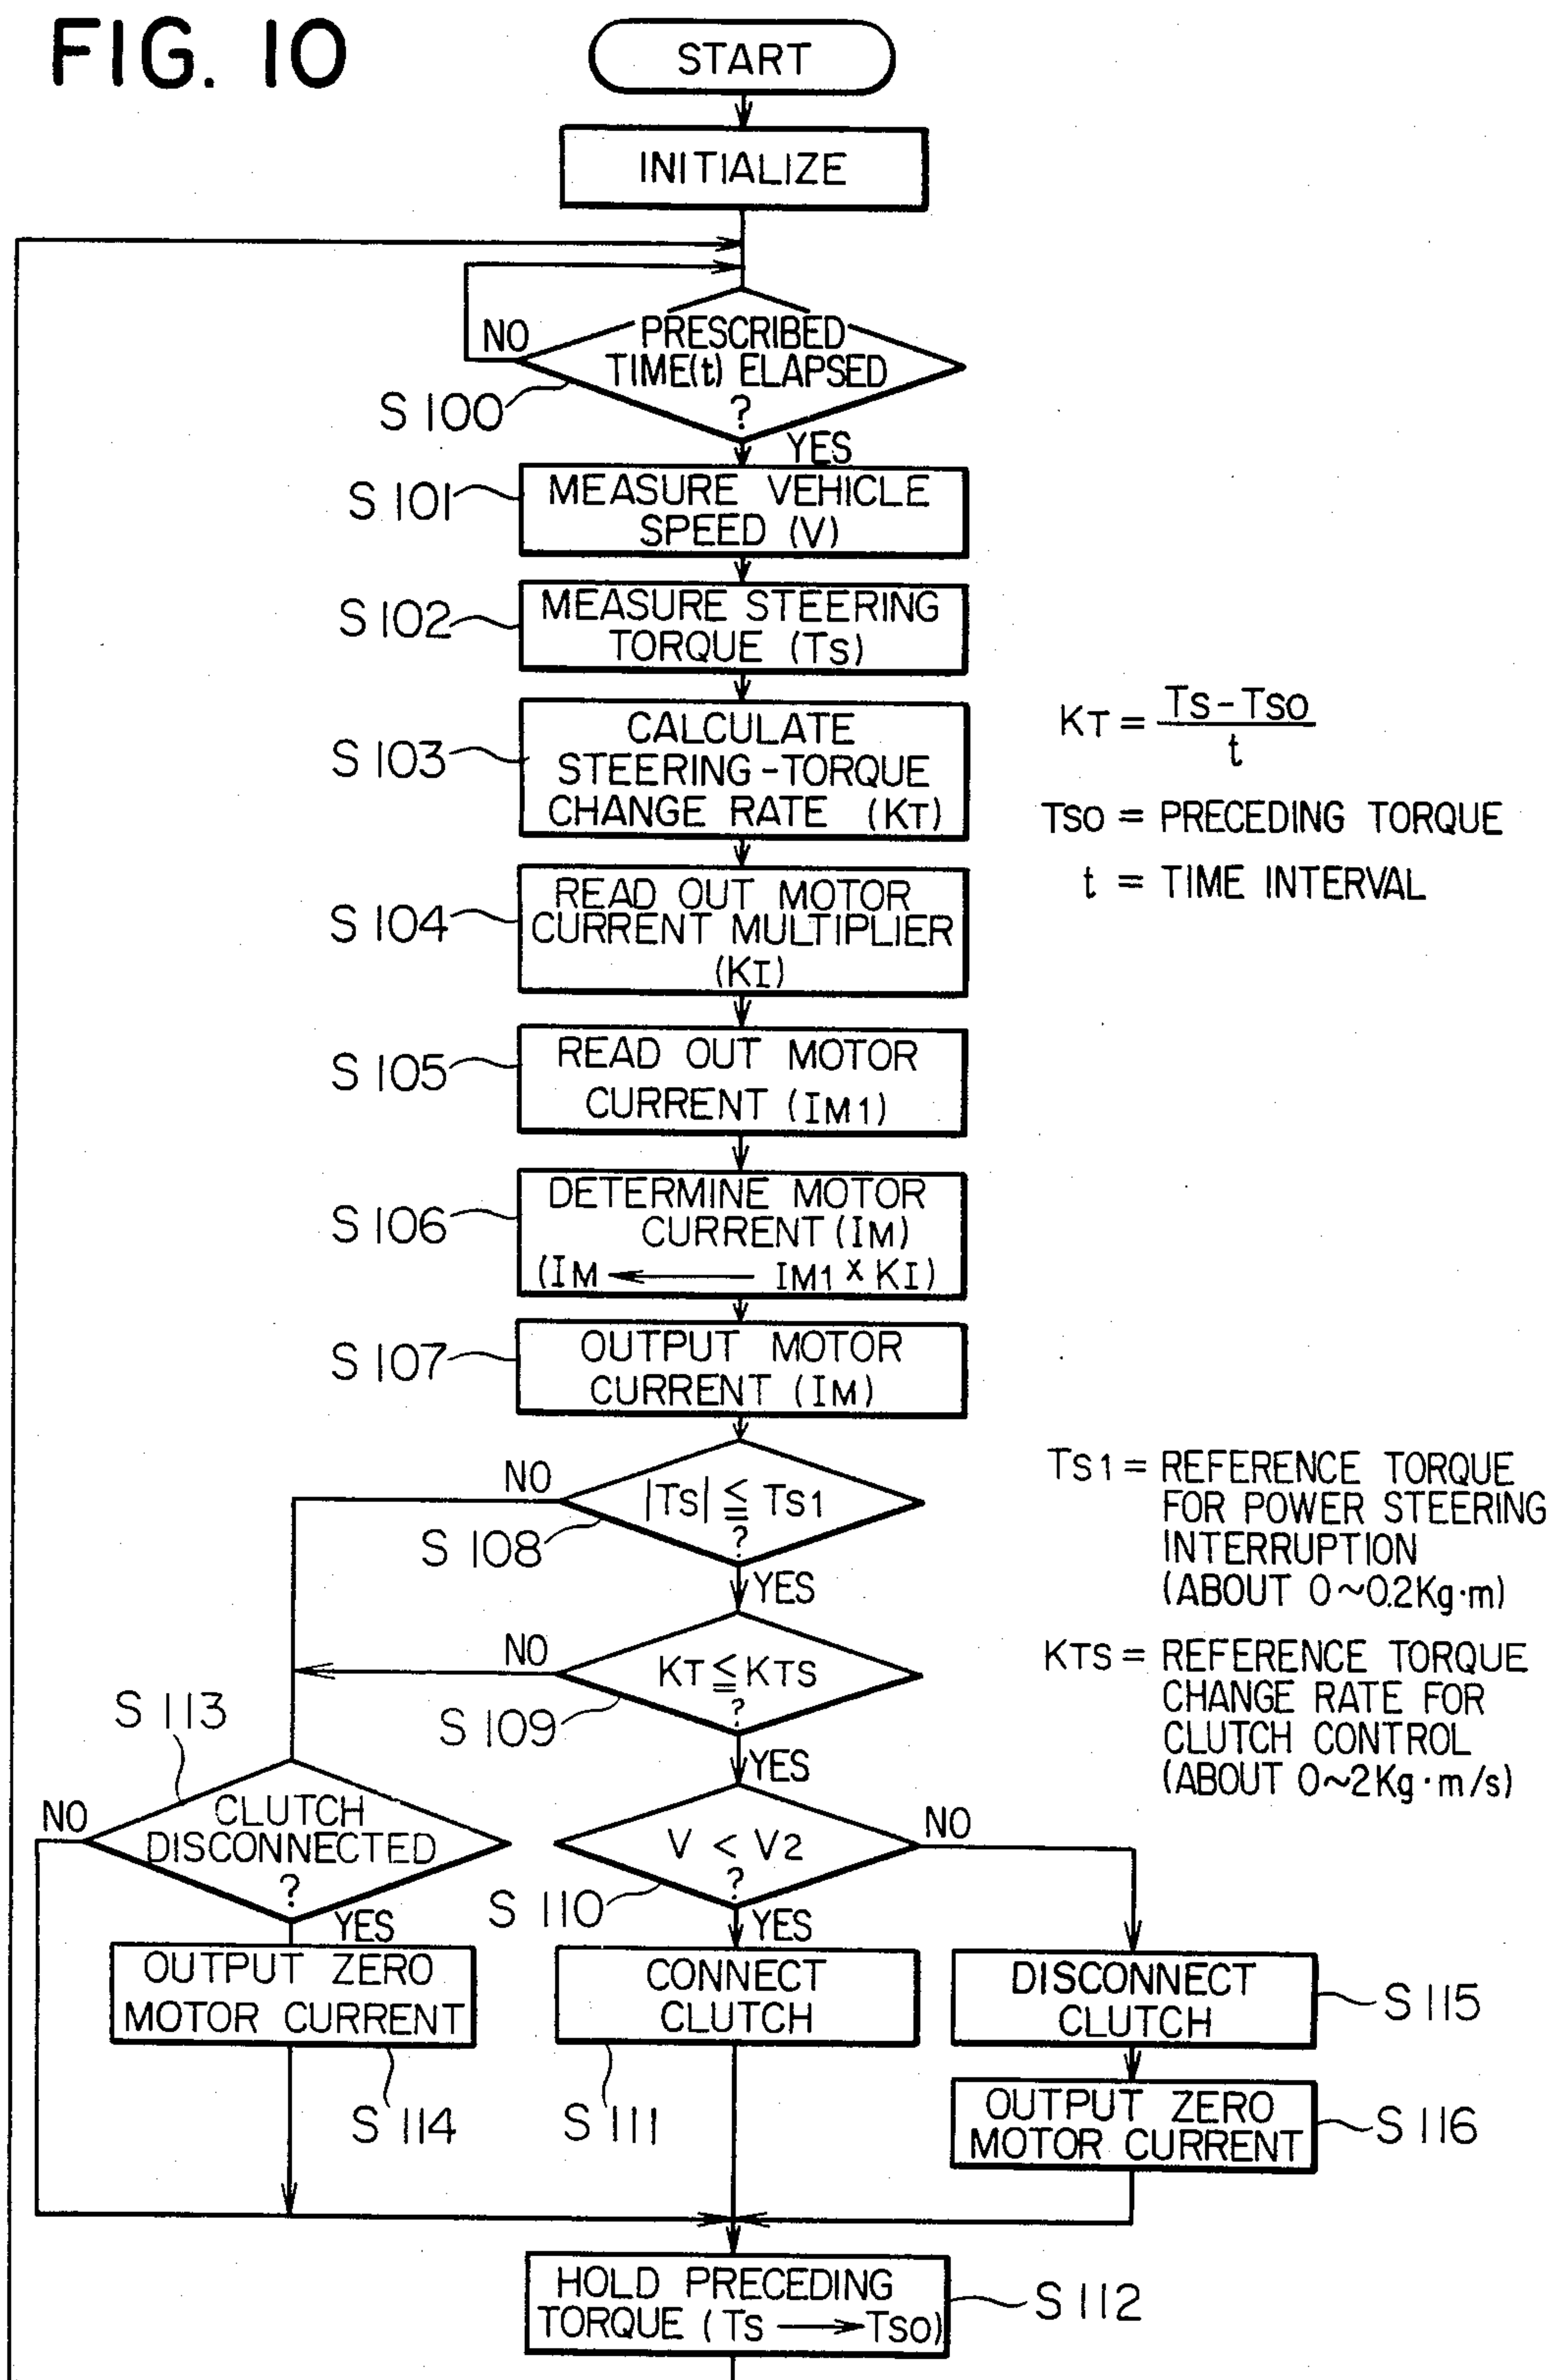 FIG. 10
START
INITIALIZE
NO
PRESCRIBED
TIME(t) ELAPSED
?
S 100
YES
S 101
MEASURE VEHICLE
SPEED (V)
S 102
MEASURE STEERING
TORQUE (TS)
S 103
CALCULATE
STEERING-TORQUE
CHANGE RATE (KT)
KT = TS - TSO / t
TSO = PRECEDING TORQUE
t = TIME INTERVAL
S 104
READ OUT MOTOR
CURRENT MULTIPLIER
(KI)
S 105
READ OUT MOTOR
CURRENT (IM1)
S 106
DETERMINE MOTOR
CURRENT (IM)
(IM ← IM1 x KI)
S 107
OUTPUT MOTOR
CURRENT (IM)
NO
|TS| ≦ TS1
?
S 108
YES
TS1 = REFERENCE TORQUE
FOR POWER STEERING
INTERRUPTION
(ABOUT 0~0.2Kg·m)
NO
KT ≦ KTS
?
S 109
YES
KTS = REFERENCE TORQUE
CHANGE RATE FOR
CLUTCH CONTROL
(ABOUT 0~2Kg·m/s)
S 113
NO
CLUTCH
DISCONNECTED
?
YES
V < V2
?
NO
S 110
YES
OUTPUT ZERO
MOTOR CURRENT
S 114
CONNECT
CLUTCH
S 111
DISCONNECT
CLUTCH
S 115
OUTPUT ZERO
MOTOR CURRENT
S 116
HOLD PRECEDING
TORQUE (TS → TSO)
S 112